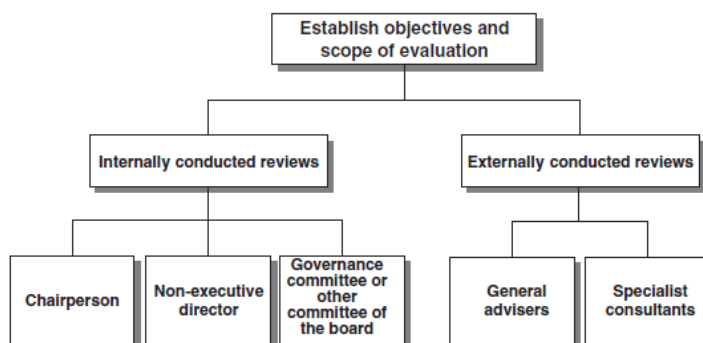 Establish objectives and
scope of evaluation
Internally conducted reviews
Externally conducted reviews
Chairperson
Non-executive
director
Governance
committee or
other
committee of
the board
General
advisers
Specialist
consultants